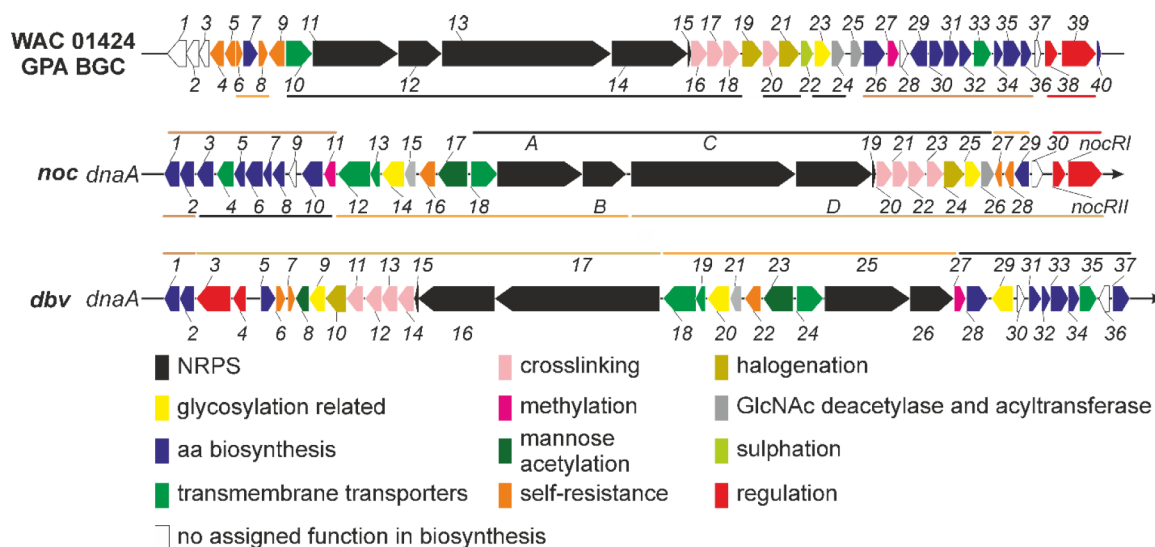 1 2 3 4 5 6 7 8 9 10 11 12 13 14 15 16 17 18 19 20 21 22 23 24 25 26 27 28 29 30 31 32 33 34 35 36 37 38 39 40
WAC 01424
GPA BGC
1 2 3 4 5 6 7 8 9 10 11 12 13 14 15 16 17 18 A B C D 19 20 21 22 23 24 25 26 27 28 29 30 nocRI nocRII
noc dnaA
1 2 3 4 5 6 7 8 9 10 11 12 13 14 15 16 17 18 19 20 21 22 23 24 25 26 27 28 29 30 31 32 33 34 35 36 37
dbv dnaA
NRPS
crosslinking
halogenation
glycosylation related
methylation
GlcNAc deacetylase and acyltransferase
aa biosynthesis
mannose
acetylation
sulphation
transmembrane transporters
self-resistance
regulation
no assigned function in biosynthesis